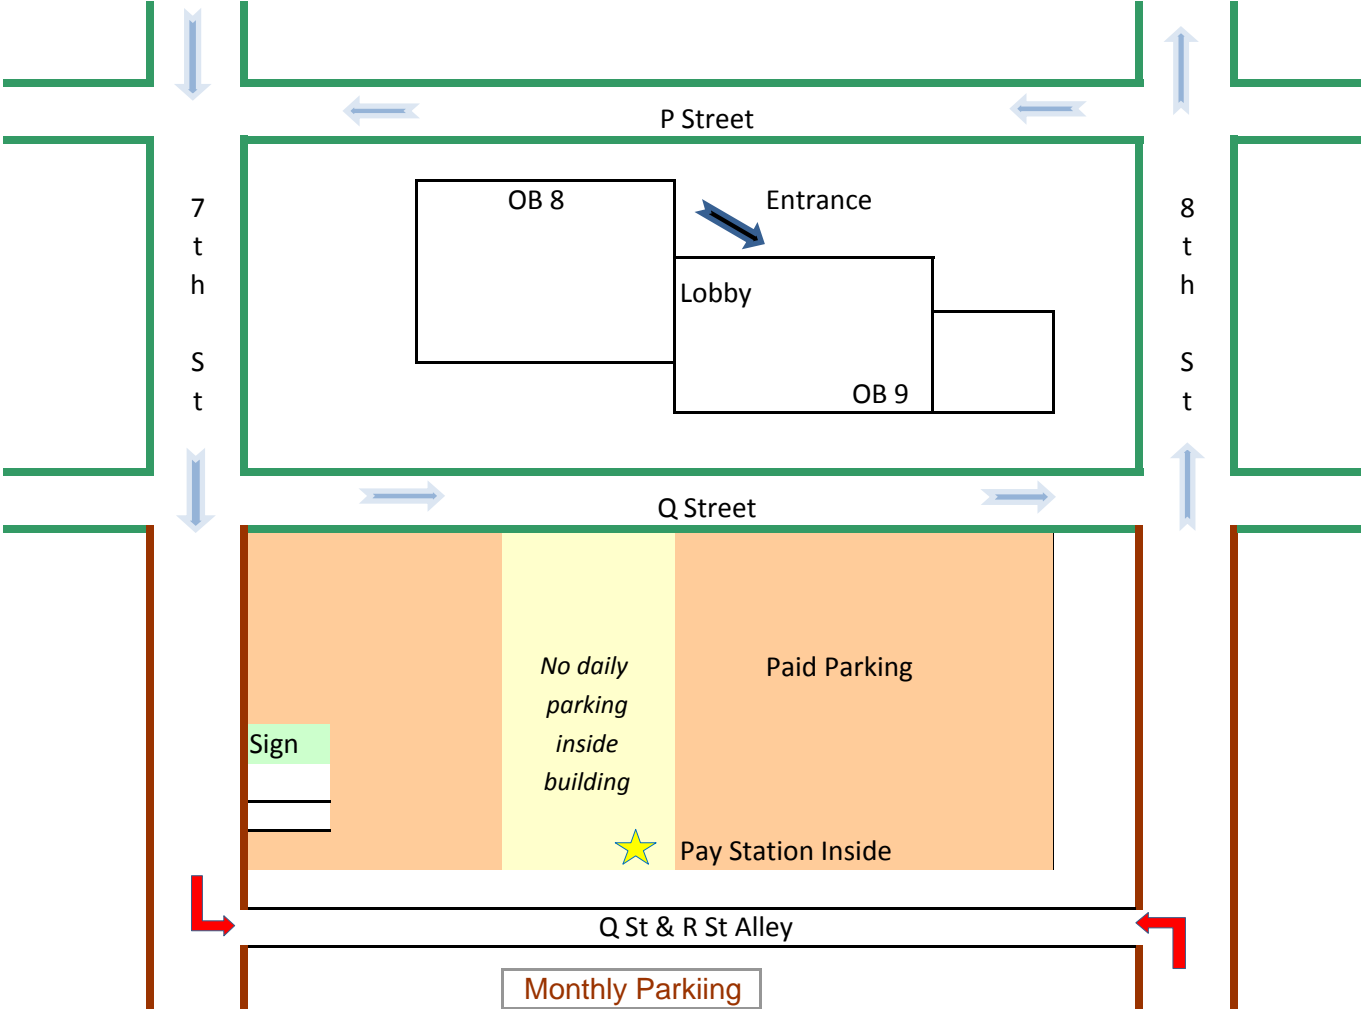 P Street
7
t
h
S
t
OB 8
Entrance
Lobby
OB 9
8
t
h
S
t
Q Street
No daily
parking
inside
building
Paid Parking
Sign
Pay Station Inside
Q St & R St Alley
Monthly Parkiing